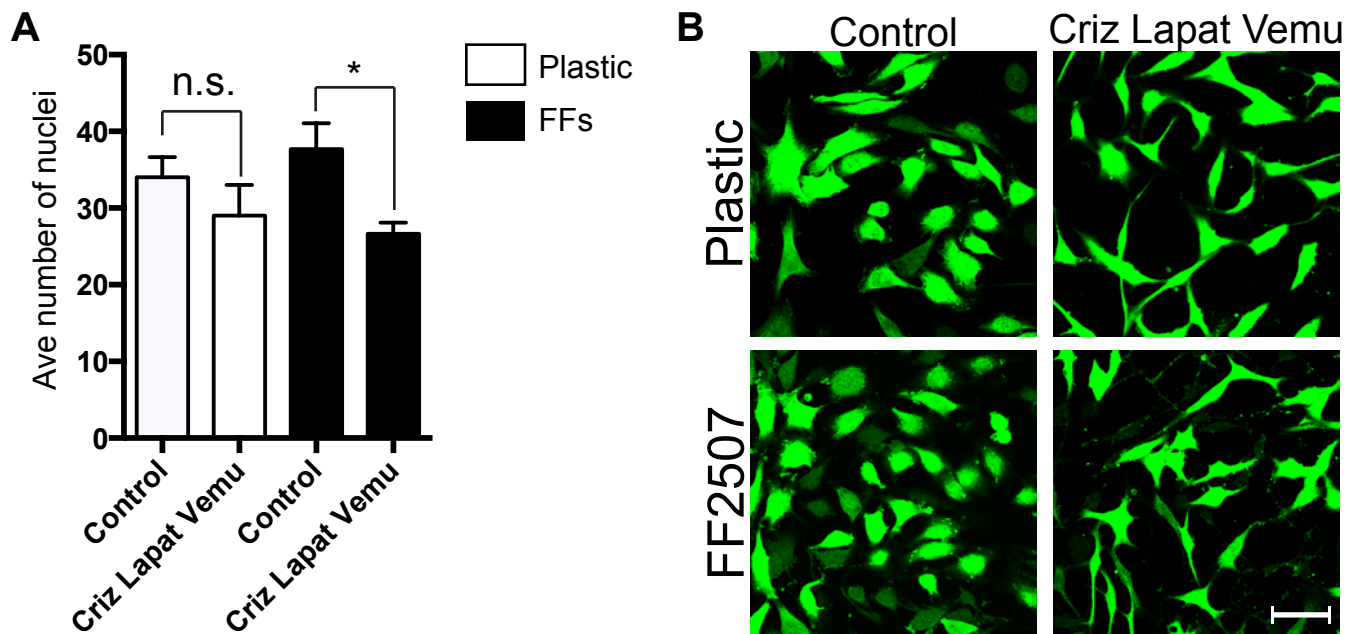 A
50
40
30
20
10
0
Ave number of nuclei
n.s.
*
Plastic
FFs
Control
Criz Lapat Vemu
Control
Criz Lapat Vemu
B
Control
Criz Lapat Vemu
Plastic
FF2507